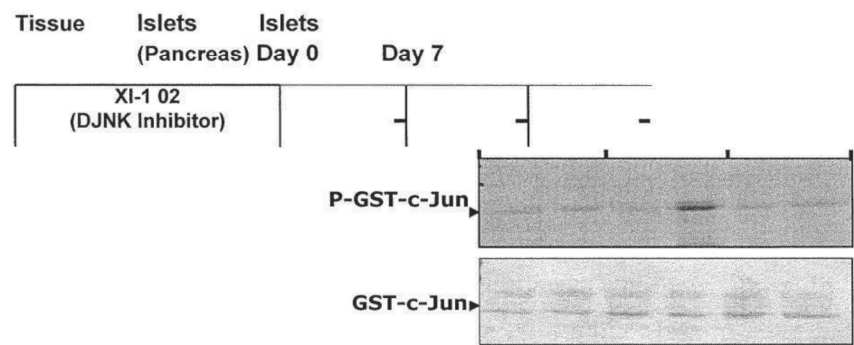 Tissue Islets Islets
(Pancreas) Day 0 Day 7
XI-1 02
(DJNK Inhibitor)
- - -
P-GST-c-Jun
GST-c-Jun